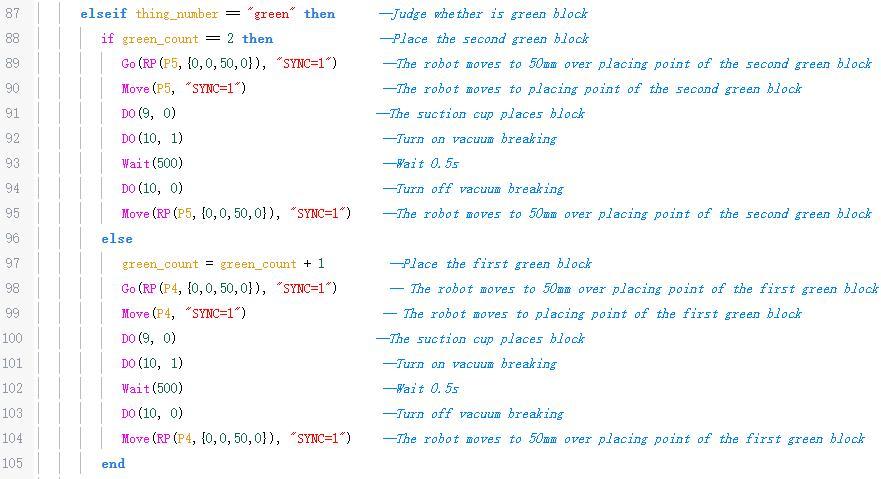 87 elseif thing_number == "green" then --Judge whether is green block
88 if green_count == 2 then --Place the second green block
89 Go(RP(P5,{0,0,50,0}), "SYNC=1") --The robot moves to 50mm over placing point of the second green block
90 Move(P5, "SYNC=1") --The robot moves to placing point of the second green block
91 DO(9, 0) --The suction cup places block
92 DO(10, 1) --Turn on vacuum breaking
93 Wait(500) --Wait 0.5s
94 DO(10, 0) --Turn off vacuum breaking
95 Move(RP(P5,{0,0,50,0}), "SYNC=1") --The robot moves to 50mm over placing point of the second green block
96 else
97 green_count = green_count + 1 --Place the first green block
98 Go(RP(P4,{0,0,50,0}), "SYNC=1") -- The robot moves to 50mm over placing point of the first green block
99 Move(P4, "SYNC=1") -- The robot moves to placing point of the first green block
100 DO(9, 0) --The suction cup places block
101 DO(10, 1) --Turn on vacuum breaking
102 Wait(500) --Wait 0.5s
103 DO(10, 0) --Turn off vacuum breaking
104 Move(RP(P4,{0,0,50,0}), "SYNC=1") --The robot moves to 50mm over placing point of the first green block
105 end